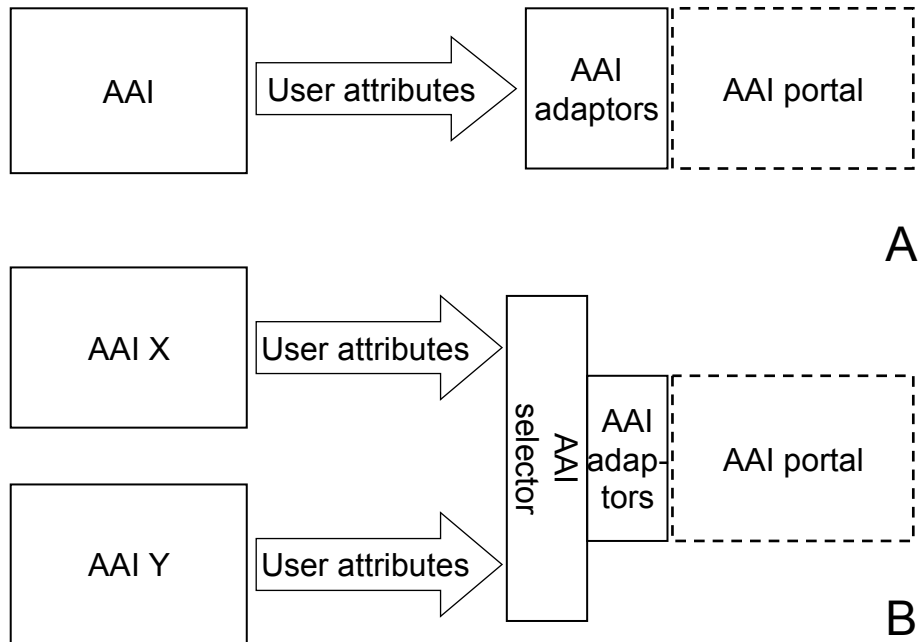 AAI
User attributes
AAI
adaptors
AAI portal
A
AAI X
User attributes
AAI
selector
AAI
adap-
tors
AAI portal
AAI Y
User attributes
B